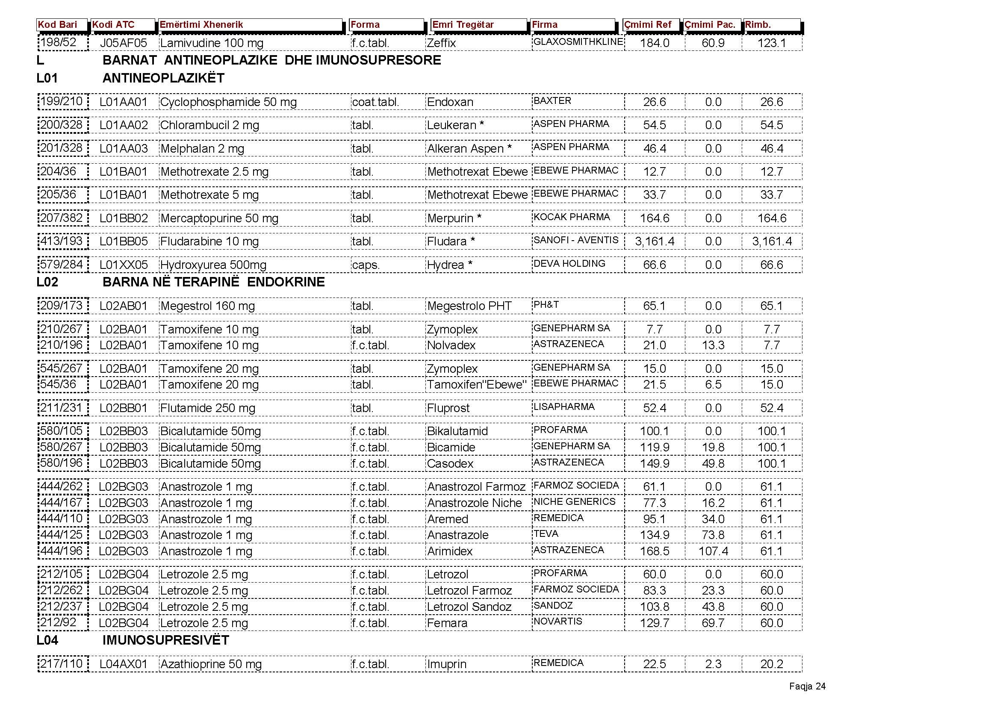 Kod Bari Kodi ATC Emërtimi Xhenerik Forma Emri Tregëtar Firma Çmimi Ref Çmimi Pac. Rimb.
198/52 J05AF05 Lamivudine 100 mg f.c.tabl. Zeffix GLAXOSMITHKLINE 184.0 60.9 123.1
L BARNAT ANTINEOPLAZIKE DHE IMUNOSUPRESORE
L01 ANTINEOPLAZIKËT
199/210 L01AA01 Cyclophosphamide 50 mg coat.tabl. Endoxan BAXTER 26.6 0.0 26.6
200/328 L01AA02 Chlorambucil 2 mg tabl. Leukeran * ASPEN PHARMA 54.5 0.0 54.5
201/328 L01AA03 Melphalan 2 mg tabl. Alkeran Aspen * ASPEN PHARMA 46.4 0.0 46.4
204/36 L01BA01 Methotrexate 2.5 mg tabl. Methotrexat Ebewe EBEWE PHARMAC 12.7 0.0 12.7
205/36 L01BA01 Methotrexate 5 mg tabl. Methotrexat Ebewe EBEWE PHARMAC 33.7 0.0 33.7
207/382 L01BB02 Mercaptopurine 50 mg tabl. Merpurin * KOCAK PHARMA 164.6 0.0 164.6
413/193 L01BB05 Fludarabine 10 mg tabl. Fludara * SANOFI - AVENTIS 3,161.4 0.0 3,161.4
579/284 L01XX05 Hydroxyurea 500mg caps. Hydrea * DEVA HOLDING 66.6 0.0 66.6
L02 BARNA NË TERAPINË ENDOKRINE
209/173 L02AB01 Megestrol 160 mg tabl. Megestrolo PHT PH&T 65.1 0.0 65.1
210/267 L02BA01 Tamoxifene 10 mg tabl. Zymoplex GENEPHARM SA 7.7 0.0 7.7
210/196 L02BA01 Tamoxifene 10 mg f.c.tabl. Nolvadex ASTRAZENECA 21.0 13.3 7.7
545/267 L02BA01 Tamoxifene 20 mg tabl. Zymoplex GENEPHARM SA 15.0 0.0 15.0
545/36 L02BA01 Tamoxifene 20 mg tabl. Tamoxifen"Ebewe" EBEWE PHARMAC 21.5 6.5 15.0
211/231 L02BB01 Flutamide 250 mg tabl. Fluprost LISAPHARMA 52.4 0.0 52.4
580/105 L02BB03 Bicalutamide 50mg f.c.tabl. Bikalutamid PROFARMA 100.1 0.0 100.1
580/267 L02BB03 Bicalutamide 50mg f.c.tabl. Bicamide GENEPHARM SA 119.9 19.8 100.1
580/196 L02BB03 Bicalutamide 50mg f.c.tabl. Casodex ASTRAZENECA 149.9 49.8 100.1
444/262 L02BG03 Anastrozole 1 mg f.c.tabl. Anastrozol Farmoz FARMOZ SOCIEDA 61.1 0.0 61.1
444/167 L02BG03 Anastrozole 1 mg f.c.tabl. Anastrozole Niche NICHE GENERICS 77.3 16.2 61.1
444/110 L02BG03 Anastrozole 1 mg f.c.tabl. Aremed REMEDICA 95.1 34.0 61.1
444/125 L02BG03 Anastrozole 1 mg f.c.tabl. Anastrazole TEVA 134.9 73.8 61.1
444/196 L02BG03 Anastrozole 1 mg f.c.tabl. Arimidex ASTRAZENECA 168.5 107.4 61.1
212/105 L02BG04 Letrozole 2.5 mg f.c.tabl. Letrozol PROFARMA 60.0 0.0 60.0
212/262 L02BG04 Letrozole 2.5 mg f.c.tabl. Letrozol Farmoz FARMOZ SOCIEDA 83.3 23.3 60.0
212/237 L02BG04 Letrozole 2.5 mg f.c.tabl. Letrozol Sandoz SANDOZ 103.8 43.8 60.0
212/92 L02BG04 Letrozole 2.5 mg f.c.tabl. Femara NOVARTIS 129.7 69.7 60.0
L04 IMUNOSUPRESIVËT
217/110 L04AX01 Azathioprine 50 mg f.c.tabl. Imuprin REMEDICA 22.5 2.3 20.2
Faqja 24